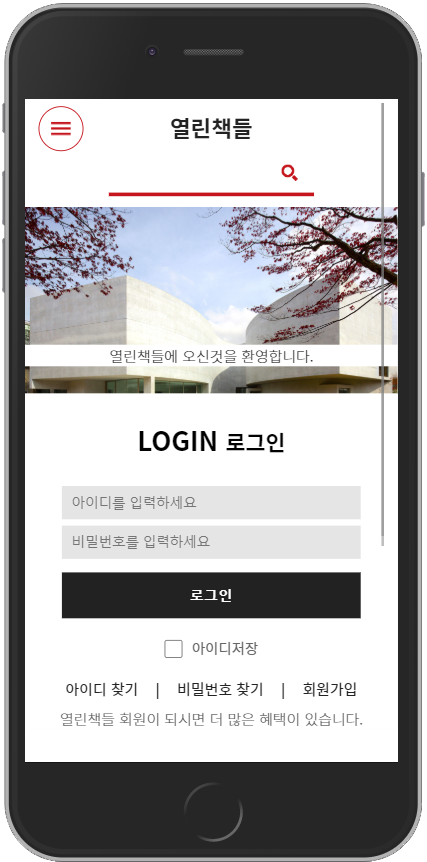 열린책들
열린책들에 오신것을 환영합니다.
LOGIN 로그인
아이디를 입력하세요
비밀번호를 입력하세요
로그인
아이디저장
아이디 찾기 | 비밀번호 찾기 | 회원가입
열린책들 회원이 되시면 더 많은 혜택이 있습니다.